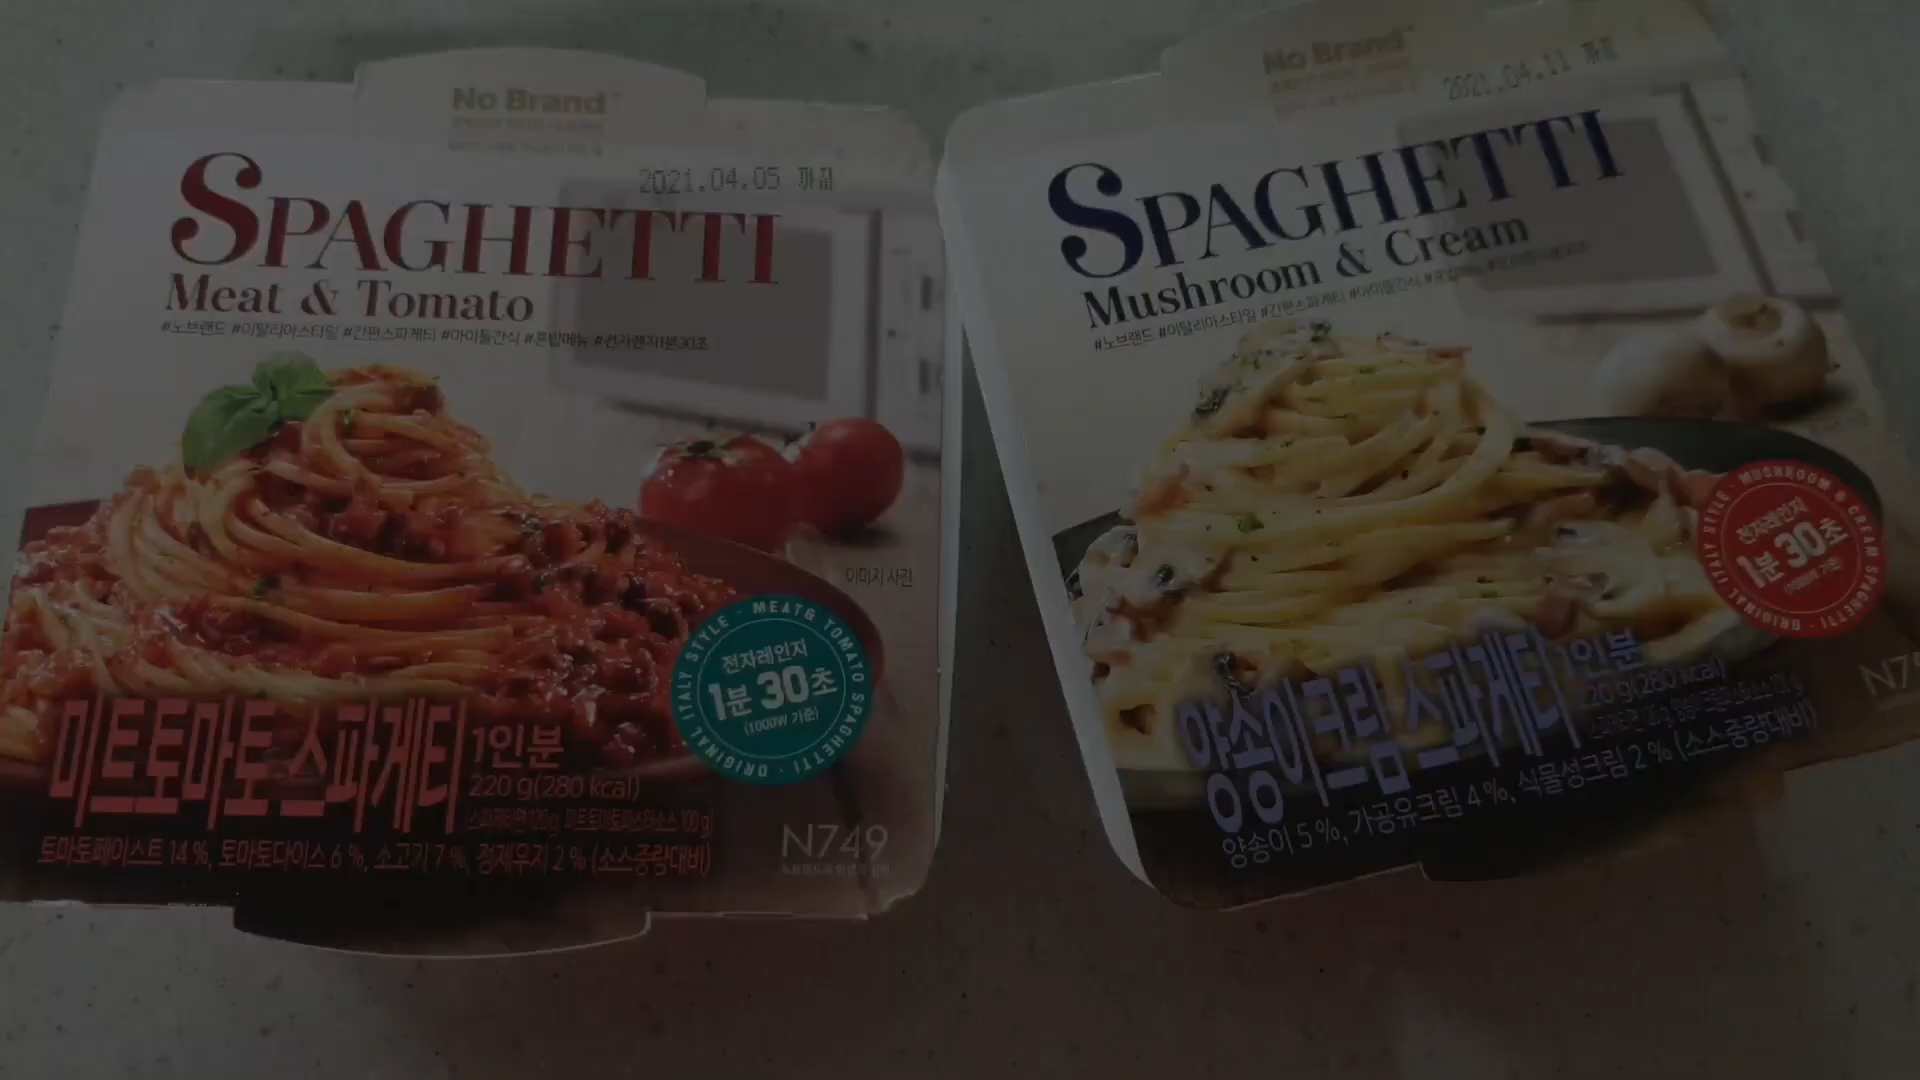 No Brand
2021.04.05 까지
SPAGHETTI
Meat & Tomato
#노브랜드 #이탈리아스타일 #간편스파게티 #아이들간식 #혼밥메뉴 #전자렌지1분30초
이미지 사진
ORIGINAL ITALY STYLE · MEAT& TOMATO SPAGHETTI
전자레인지
1분 30초
(1000W 기준)
미트토마토 스파게티 1인분
220 g(280 kcal)
토마토페이스트 14 %, 토마토다이스 6 %, 소고기 7 %, 정제우지 2 % (소스중량대비)
N749
No Brand
2021.04.11 까지
SPAGHETTI
Mushroom & Cream
#노브랜드 #이탈리아스타일 #간편스파게티 #아이들간식 #혼밥메뉴
MUSHROOM & CREAM SPAGHETTI
전자레인지
1분 30초
(1000W 기준)
양송이크림 스파게티 1인분
양송이 5 %, 가공유크림 4 %, 식물성크림 2 % (소스중량대비)